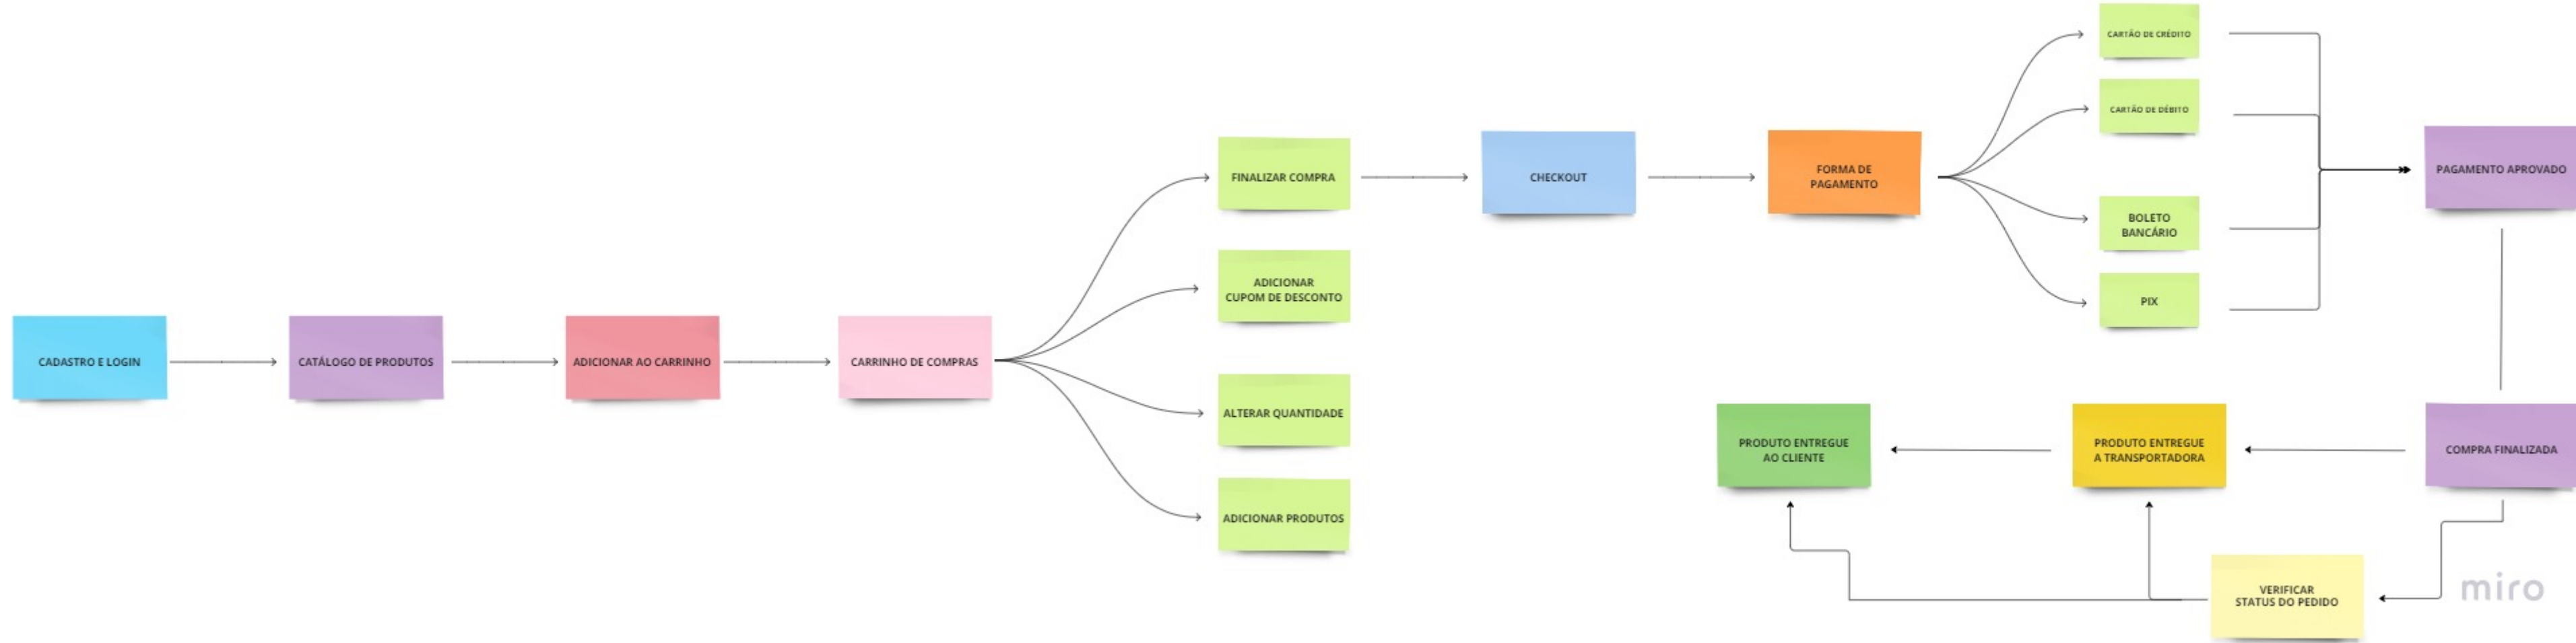 CADASTRO E LOGIN
CATÁLOGO DE PRODUTOS
ADICIONAR AO CARRINHO
CARRINHO DE COMPRAS
FINALIZAR COMPRA
ADICIONAR
CUPOM DE DESCONTO
ALTERAR QUANTIDADE
ADICIONAR PRODUTOS
CHECKOUT
FORMA DE
PAGAMENTO
CARTÃO DE CRÉDITO
CARTÃO DE DÉBITO
BOLETO
BANCÁRIO
PIX
PAGAMENTO APROVADO
COMPRA FINALIZADA
PRODUTO ENTREGUE
A TRANSPORTADORA
PRODUTO ENTREGUE
AO CLIENTE
VERIFICAR
STATUS DO PEDIDO
miro